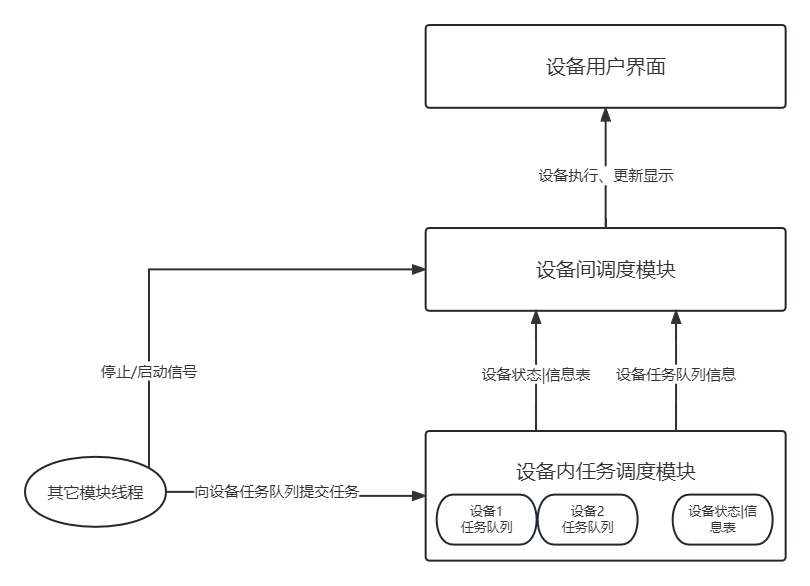 设备用户界面
设备执行、更新显示
设备间调度模块
停止/启动信号
设备状态|信息表
设备任务队列信息
其它模块线程
向设备任务队列提交任务
设备内任务调度模块
设备1
任务队列
设备2
任务队列
设备状态|信
息表